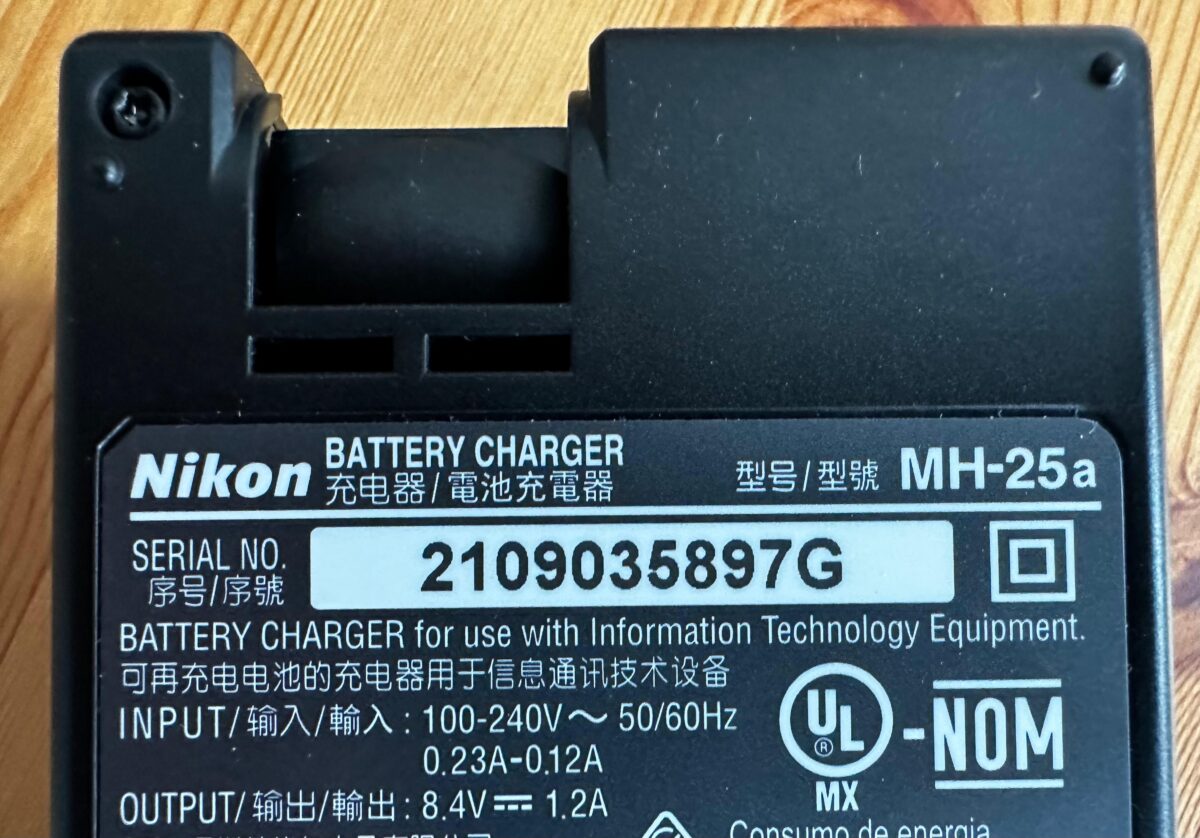 Nikon BATTERY CHARGER
充电器/電池充電器 型号/型號 MH-25a
SERIAL NO. 2109035897G
序号/序號
BATTERY CHARGER for use with Information Technology Equipment.
可再充电电池的充电器用于信息通讯技术设备
INPUT/输入/輸入: 100-240V~ 50/60Hz
0.23A-0.12A
UL® MX -NOM
OUTPUT/输出/輸出: 8.4V⎓ 1.2A
Consumo de energía